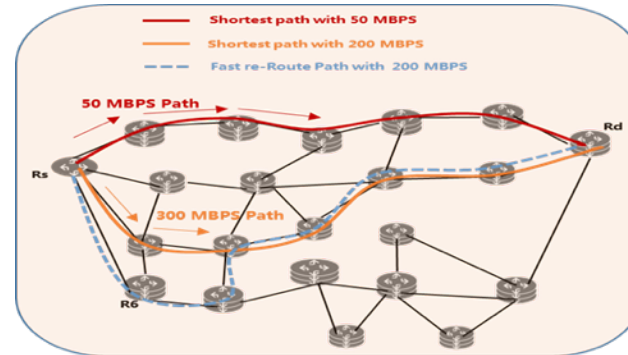 Shortest path with 50 MBPS
Shortest path with 200 MBPS
Fast re-Route Path with 200 MBPS
50 MBPS Path
Rd
Rs
300 MBPS Path
R6